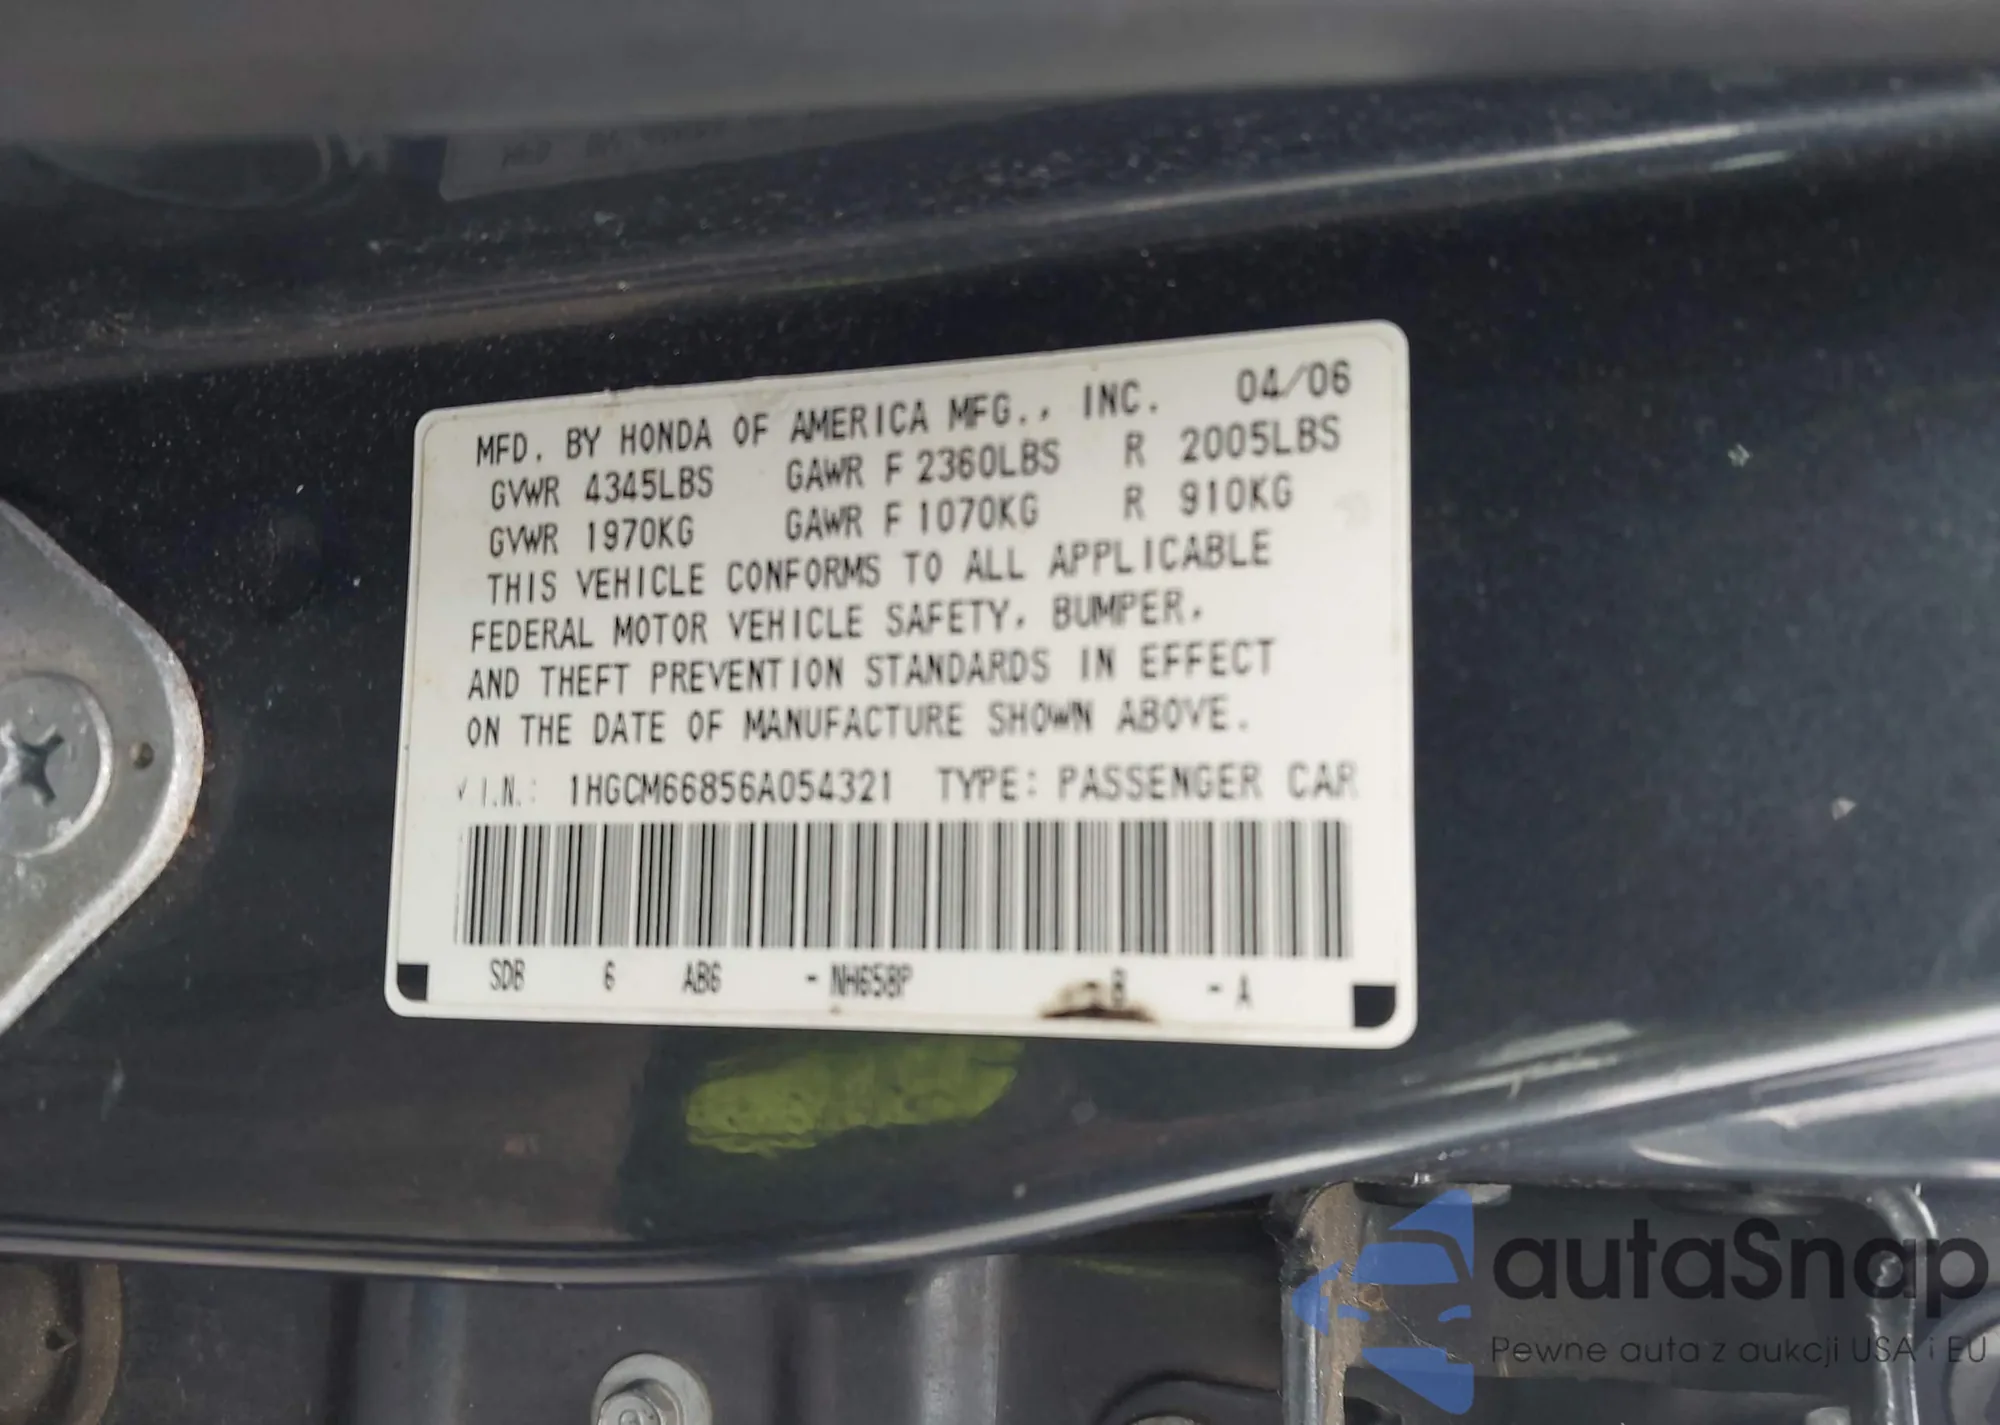 MFD. BY HONDA OF AMERICA MFG., INC. 04/06
GVWR 4345LBS GAWR F 2360LBS R 2005LBS
GVWR 1970KG GAWR F 1070KG R 910KG
THIS VEHICLE CONFORMS TO ALL APPLICABLE
FEDERAL MOTOR VEHICLE SAFETY, BUMPER,
AND THEFT PREVENTION STANDARDS IN EFFECT
ON THE DATE OF MANUFACTURE SHOWN ABOVE.
V.I.N.: 1HGCM66856A054321 TYPE: PASSENGER CAR
SDB 6 AB6 -NH658P B -A
autaSnap
Pewne auta z aukcji USA i EU